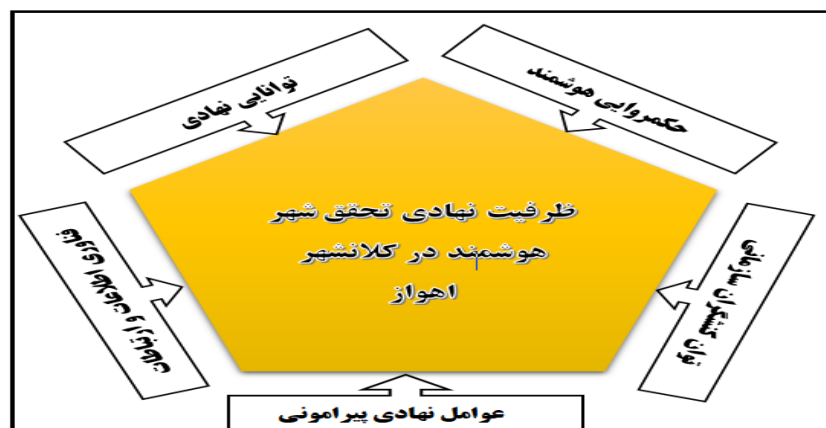 حکمروایی هوشمند
توانایی نهادی
ظرفیت نهادی تحقق شهر
هوشمند در کلانشهر
اهواز
توان کنشگران سازمانی
فناوری اطلاعات و ارتباطات
عوامل نهادی پیرامونی